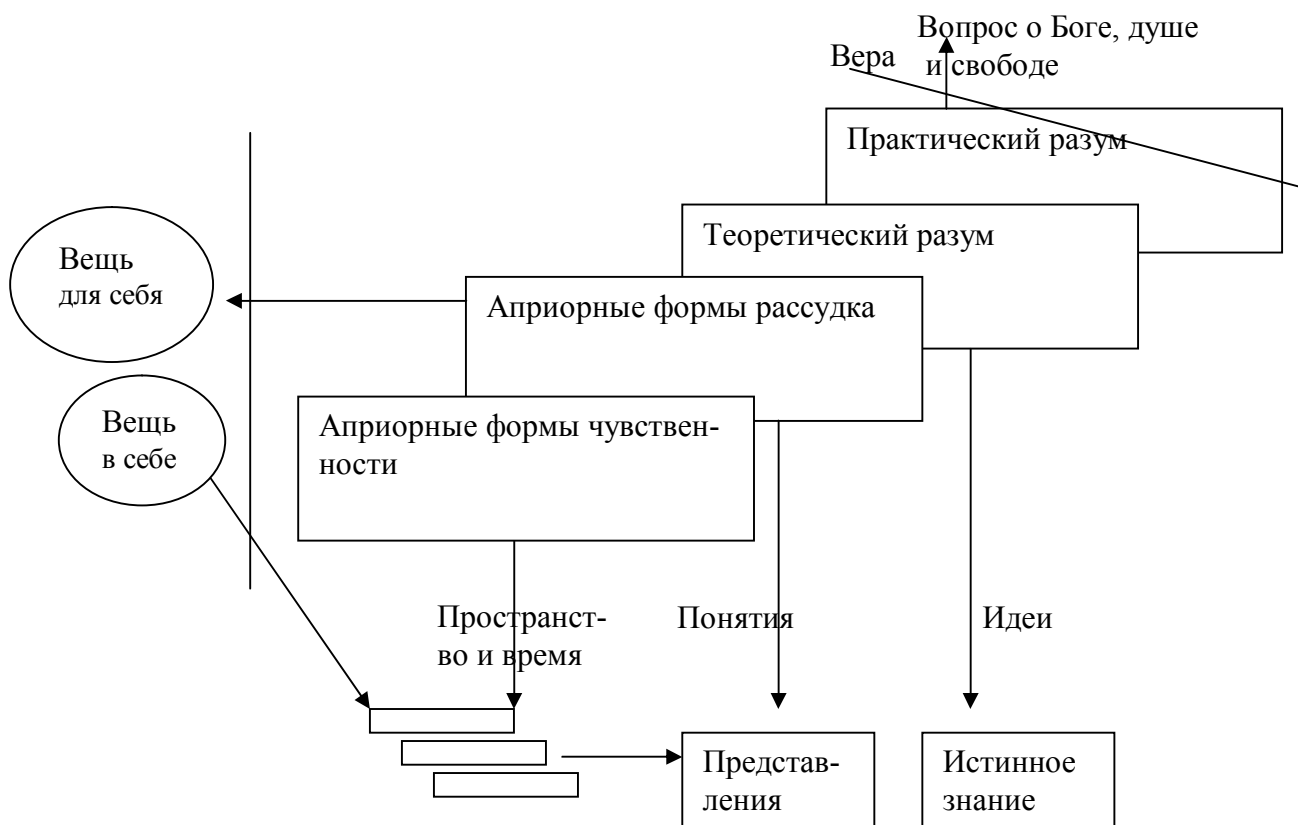 Вопрос о Боге, душе
и свободе
Вера
Практический разум
Теоретический разум
Вещь
для себя
Априорные формы рассудка
Вещь
в себе
Априорные формы чувствен-
ности
Пространст-
во и время
Понятия
Идеи
Представ-
ления
Истинное
знание